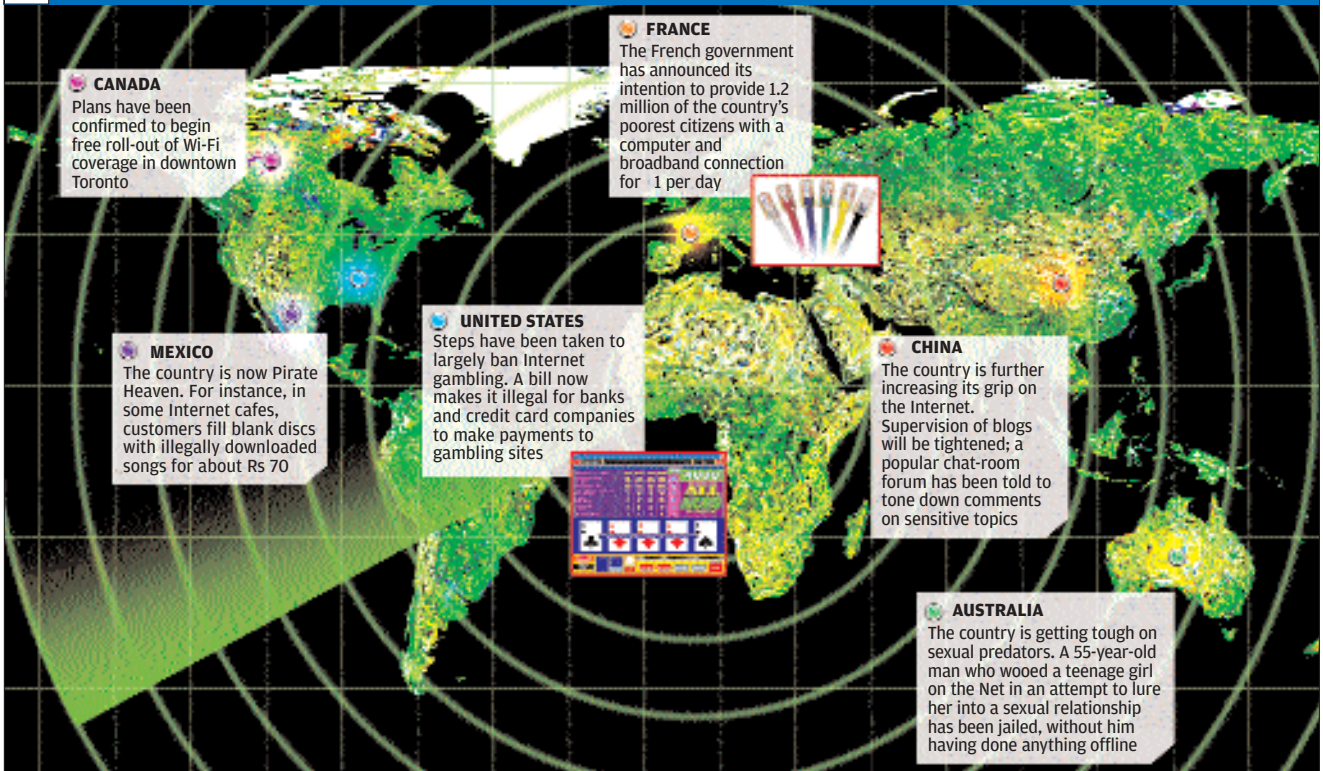 FRANCE
The French government
has announced its
intention to provide 1.2
million of the country's
poorest citizens with a
computer and
broadband connection
for 1 per day
CANADA
Plans have been
confirmed to begin
free roll-out of Wi-Fi
coverage in downtown
Toronto
MEXICO
The country is now Pirate
Heaven. For instance, in
some Internet cafes,
customers fill blank discs
with illegally downloaded
songs for about Rs 70
UNITED STATES
Steps have been taken to
largely ban Internet
gambling. A bill now
makes it illegal for banks
and credit card companies
to make payments to
gambling sites
CHINA
The country is further
increasing its grip on
the Internet.
Supervision of blogs
will be tightened; a
popular chat-room
forum has been told to
tone down comments
on sensitive topics
AUSTRALIA
The country is getting tough on
sexual predators. A 55-year-old
man who wooed a teenage girl
on the Net in an attempt to lure
her into a sexual relationship
has been jailed, without him
having done anything offline